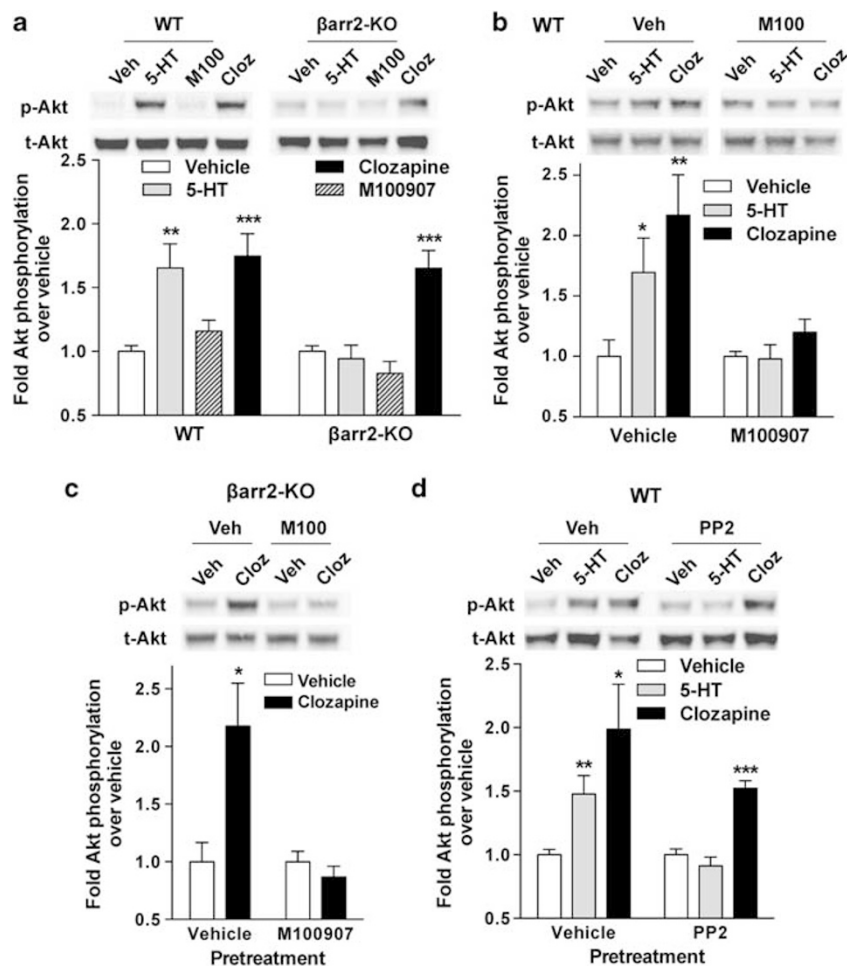 a
WT
βarr2-KO
Veh
5-HT
M100
Cloz
Veh
5-HT
M100
Cloz
p-Akt
t-Akt
Vehicle
5-HT
Clozapine
M100907
Fold Akt phosphorylation
over vehicle
2.5
2.0
1.5
1.0
0.5
**
***
***
WT
βarr2-KO
b
WT
Veh
M100
Veh
5-HT
Cloz
Veh
5-HT
Cloz
p-Akt
t-Akt
Vehicle
5-HT
Clozapine
Fold Akt phosphorylation
over vehicle
2.5
2.0
1.5
1.0
0.5
*
**
Vehicle
M100907
c
βarr2-KO
Veh
M100
Veh
Cloz
Veh
Cloz
p-Akt
t-Akt
Vehicle
Clozapine
Fold Akt phosphorylation
over vehicle
2.5
2.0
1.5
1.0
0.5
*
Vehicle
M100907
Pretreatment
d
WT
Veh
PP2
Veh
5-HT
Cloz
Veh
5-HT
Cloz
p-Akt
t-Akt
Vehicle
5-HT
Clozapine
Fold Akt phosphorylation
over vehicle
2.5
2.0
1.5
1.0
0.5
**
*
***
Vehicle
PP2
Pretreatment